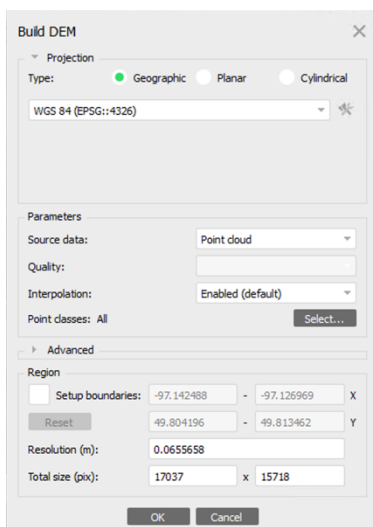 Build DEM
Projection
Type: Geographic Planar Cylindrical
WGS 84 (EPSG::4326)
Parameters
Source data: Point cloud
Quality:
Interpolation: Enabled (default)
Point classes: All Select...
Advanced
Region
Setup boundaries: -97.142488 - -97.126969 X
Reset 49.804196 - 49.813462 Y
Resolution (m): 0.0655658
Total size (pix): 17037 x 15718
OK Cancel